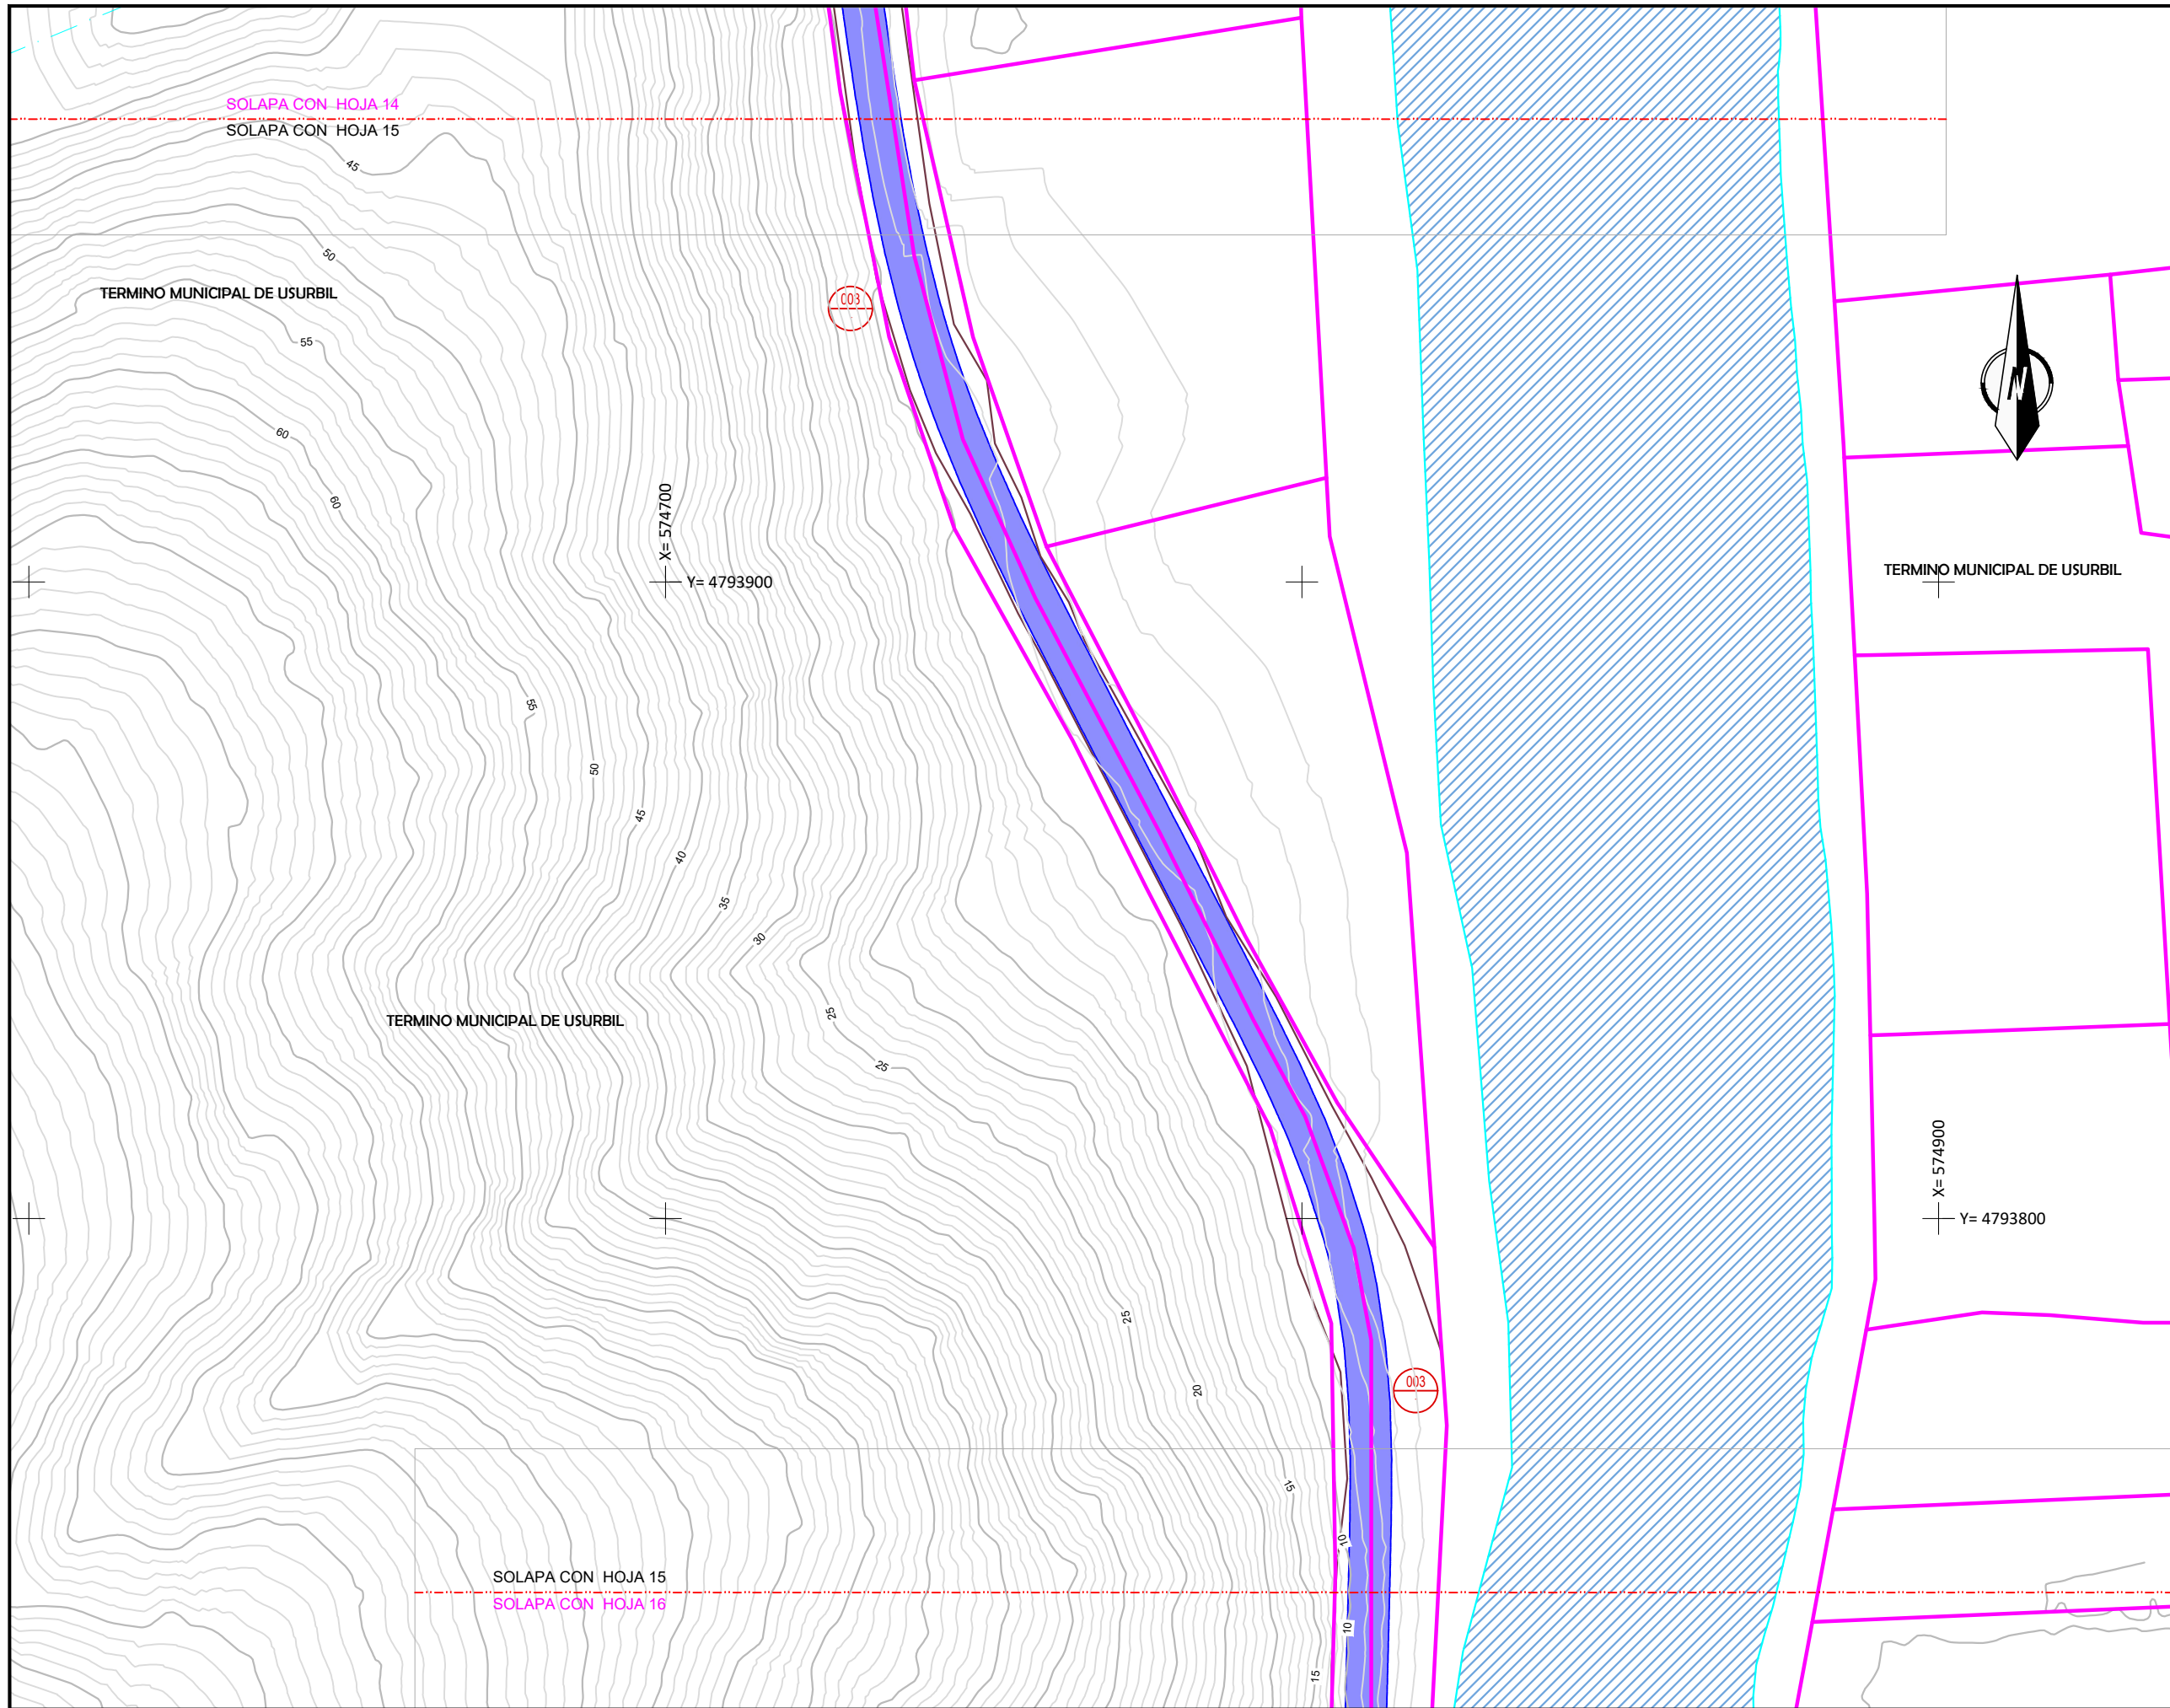 SOLAPA CON HOJA 14
SOLAPA CON HOJA 15
45
50
TERMINO MUNICIPAL DE USURBIL
003
55
N
60
60
X= 574700
Y= 4793900
TERMINO MUNICIPAL DE USURBIL
55
50
45
40
35
30
25
TERMINO MUNICIPAL DE USURBIL
25
X= 574900
Y= 4793800
25
20
003
15
10
SOLAPA CON HOJA 15
SOLAPA CON HOJA 16
10
15